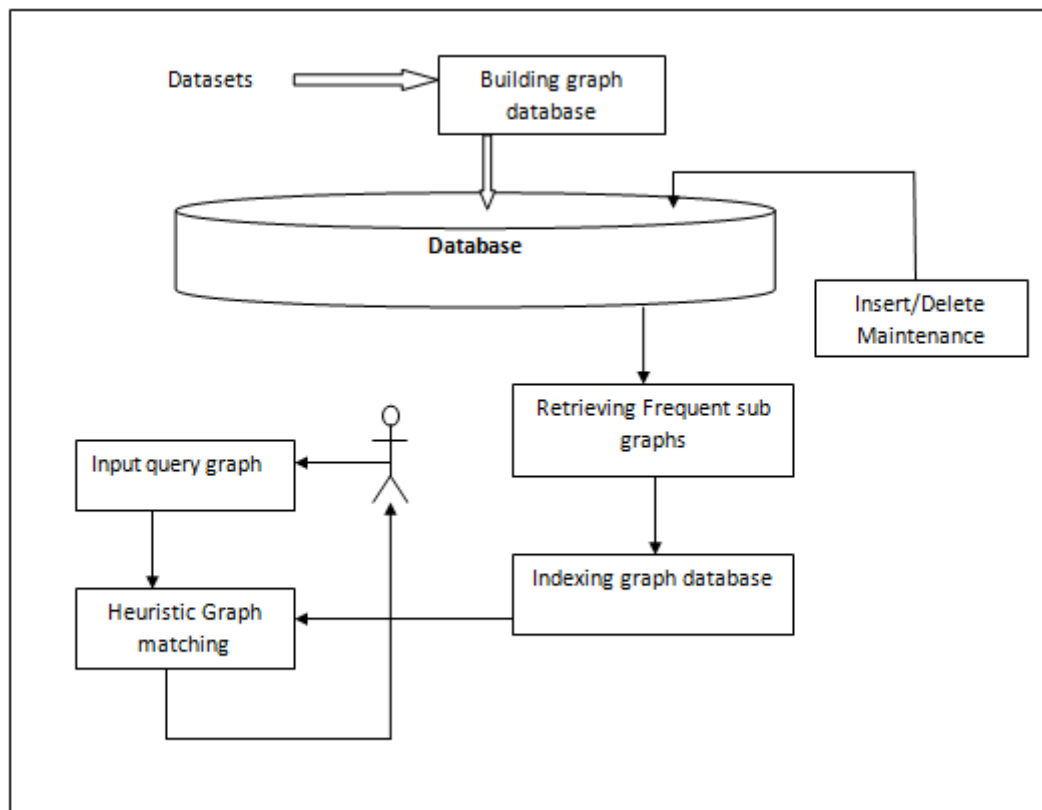 Datasets
Building graph
database
Database
Insert/Delete
Maintenance
Retrieving Frequent sub
graphs
Input query graph
Indexing graph database
Heuristic Graph
matching